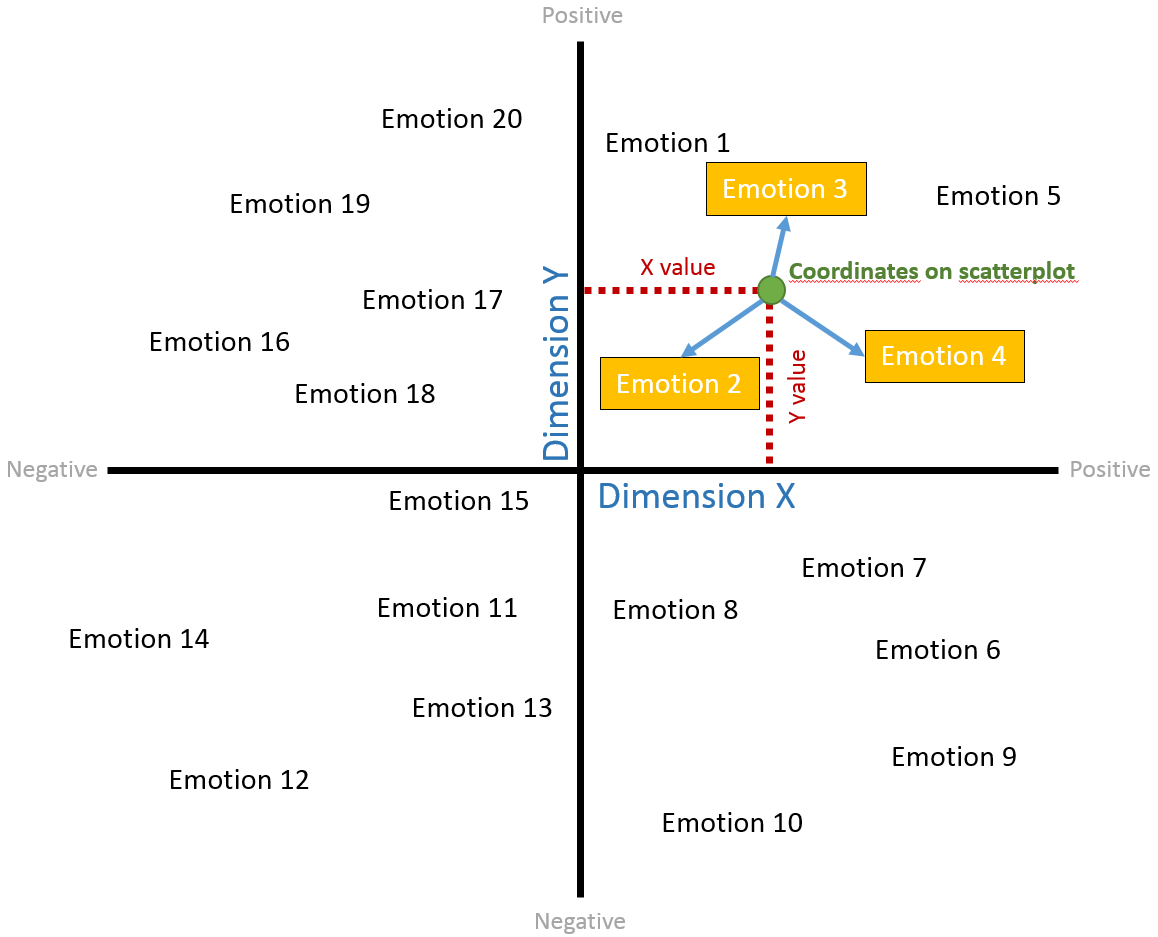 Positive
Emotion 20
Emotion 1
Emotion 3
Emotion 5
Emotion 19
X value
Coordinates on scatterplot
Emotion 17
Dimension Y
Emotion 16
Emotion 4
Emotion 2
Y value
Emotion 18
Negative
Positive
Emotion 15
Dimension X
Emotion 7
Emotion 11
Emotion 8
Emotion 14
Emotion 6
Emotion 13
Emotion 9
Emotion 12
Emotion 10
Negative